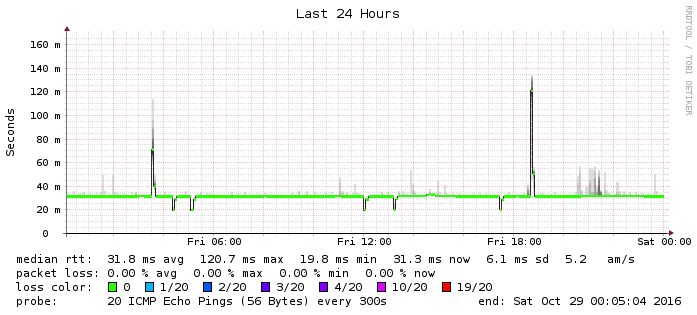 Last 24 Hours
RRDTOOL / TOBI OETIKER
Seconds
160 m
140 m
120 m
100 m
80 m
60 m
40 m
20 m
0
Fri 06:00 Fri 12:00 Fri 18:00 Sat 00:00
median rtt: 31.8 ms avg 120.7 ms max 19.8 ms min 31.3 ms now 6.1 ms sd 5.2 am/s
packet loss: 0.00 % avg 0.00 % max 0.00 % min 0.00 % now
loss color: 0 1/20 2/20 3/20 4/20 10/20 19/20
probe: 20 ICMP Echo Pings (56 Bytes) every 300s end: Sat Oct 29 00:05:04 2016